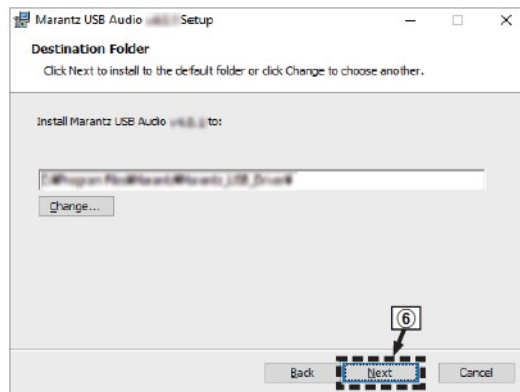 Marantz USB Audio Setup
Destination Folder
Click Next to install to the default folder or click Change to choose another.
Install Marantz USB Audio to:
Change...
⑥
Back Next Cancel